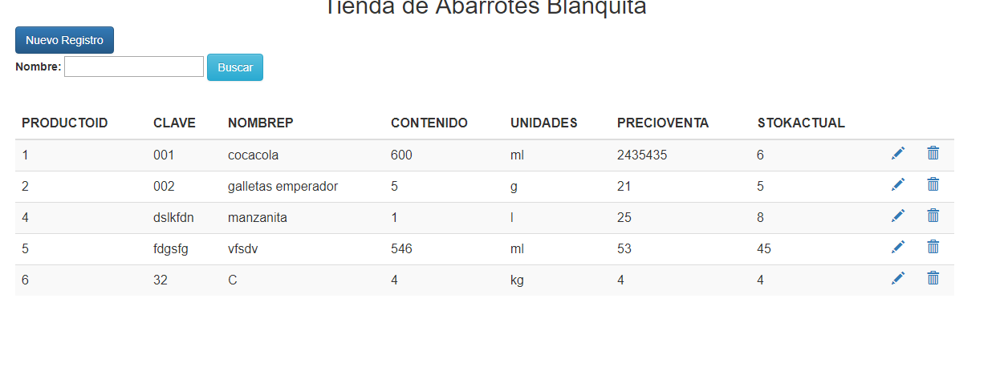 Tienda de Abarrotes Blanquita
Nuevo Registro
Nombre: Buscar
PRODUCTOID CLAVE NOMBREP CONTENIDO UNIDADES PRECIOVENTA STOKACTUAL
1 001 cocacola 600 ml 2435435 6
2 002 galletas emperador 5 g 21 5
4 dslkfdn manzanita 1 l 25 8
5 fdgsfg vfsdv 546 ml 53 45
6 32 C 4 kg 4 4